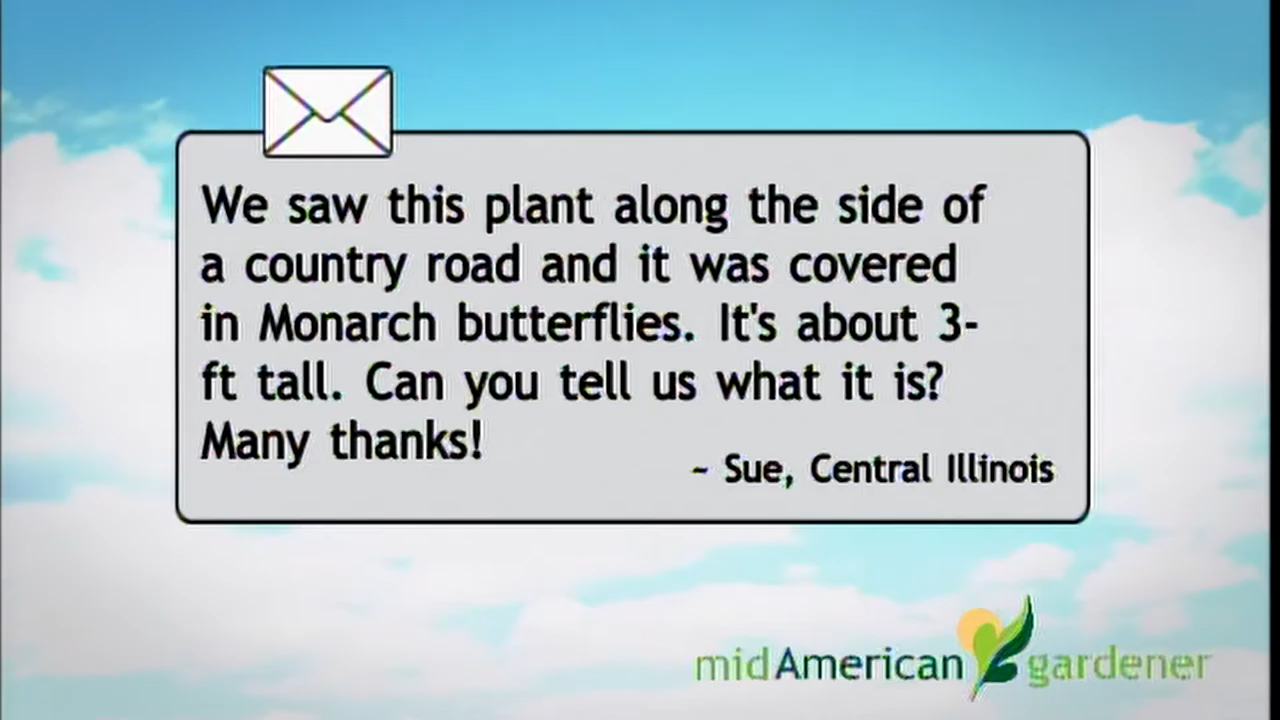 We saw this plant along the side of
a country road and it was covered
in Monarch butterflies. It's about 3-
ft tall. Can you tell us what it is?
Many thanks!
~ Sue, Central Illinois
midAmerican gardener